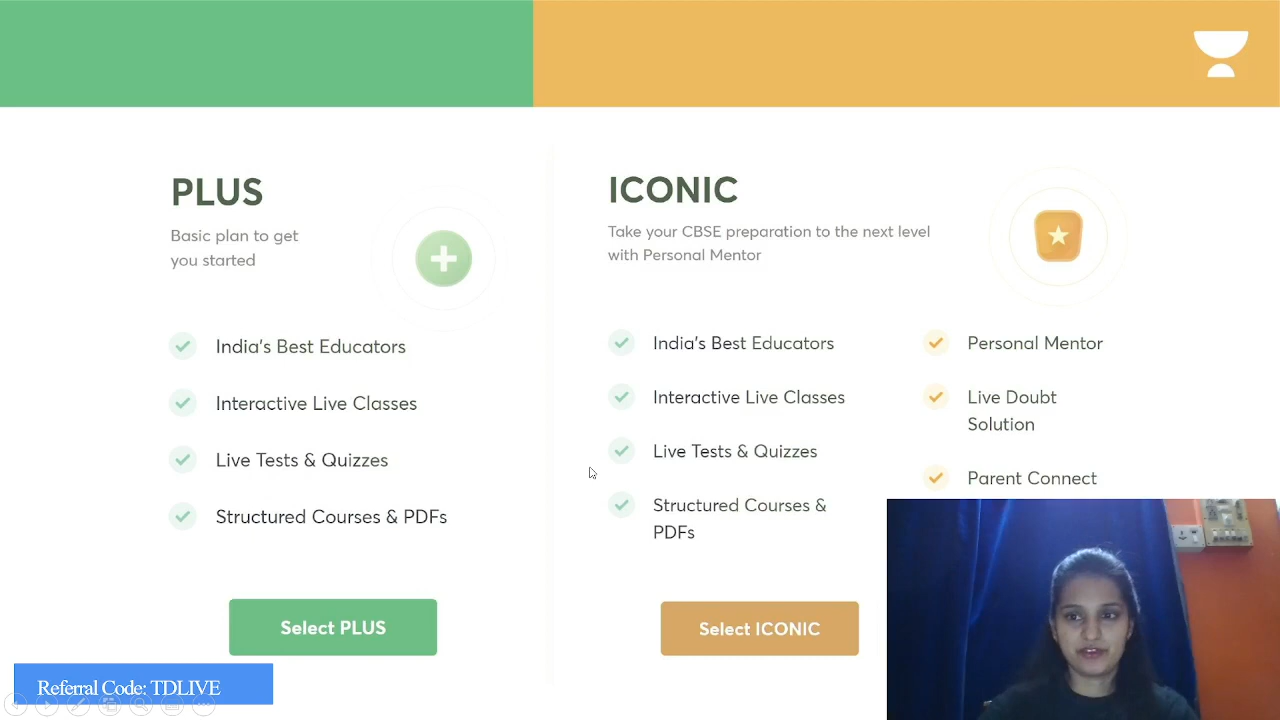 PLUS
Basic plan to get
you started
India's Best Educators
Interactive Live Classes
Live Tests & Quizzes
Structured Courses & PDFs
Select PLUS
ICONIC
Take your CBSE preparation to the next level
with Personal Mentor
India's Best Educators
Interactive Live Classes
Live Tests & Quizzes
Structured Courses &
PDFs
Personal Mentor
Live Doubt
Solution
Parent Connect
Select ICONIC
Referral Code: TDLIVE